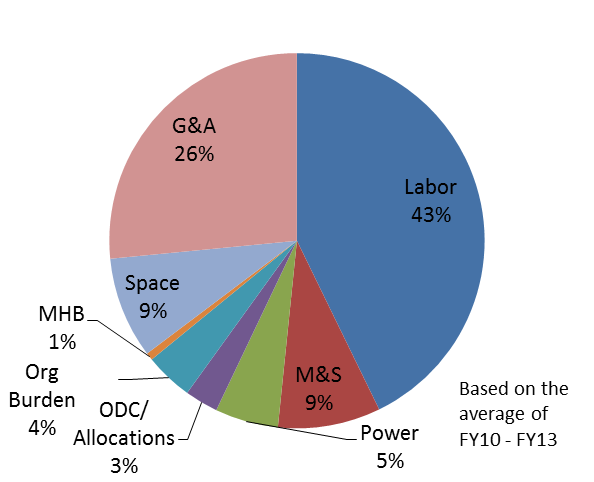 G&A
26%
Labor
43%
Space
9%
MHB
1%
Org
Burden
4%
ODC/
Allocations
3%
M&S
9%
Power
5%
Based on the
average of
FY10 - FY13